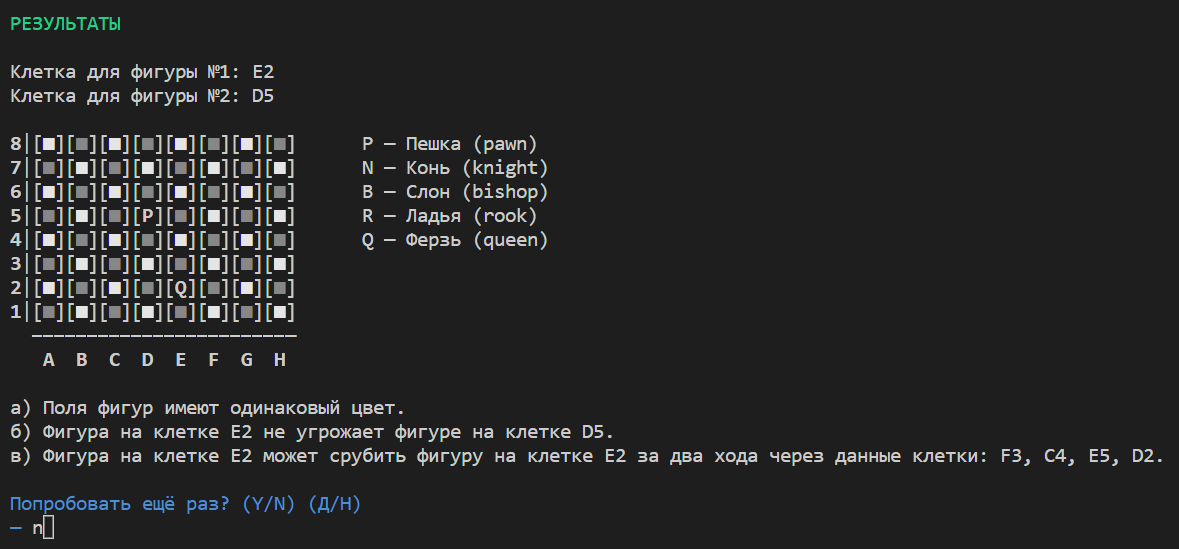 РЕЗУЛЬТАТЫ
Клетка для фигуры №1: E2
Клетка для фигуры №2: D5
8|[■][■][■][■][■][■][■][■] P — Пешка (pawn)
7|[■][■][■][■][■][■][■][■] N — Конь (knight)
6|[■][■][■][■][■][■][■][■] B — Слон (bishop)
5|[■][■][■][P][■][■][■][■] R — Ладья (rook)
4|[■][■][■][■][■][■][■][■] Q — Ферзь (queen)
3|[■][■][■][■][■][■][■][■]
2|[■][■][■][■][Q][■][■][■]
1|[■][■][■][■][■][■][■][■]
A B C D E F G H
а) Поля фигур имеют одинаковый цвет.
б) Фигура на клетке E2 не угрожает фигуре на клетке D5.
в) Фигура на клетке E2 может срубить фигуру на клетке E2 за два хода через данные клетки: F3, C4, E5, D2.
Попробовать ещё раз? (Y/N) (Д/Н)
— n